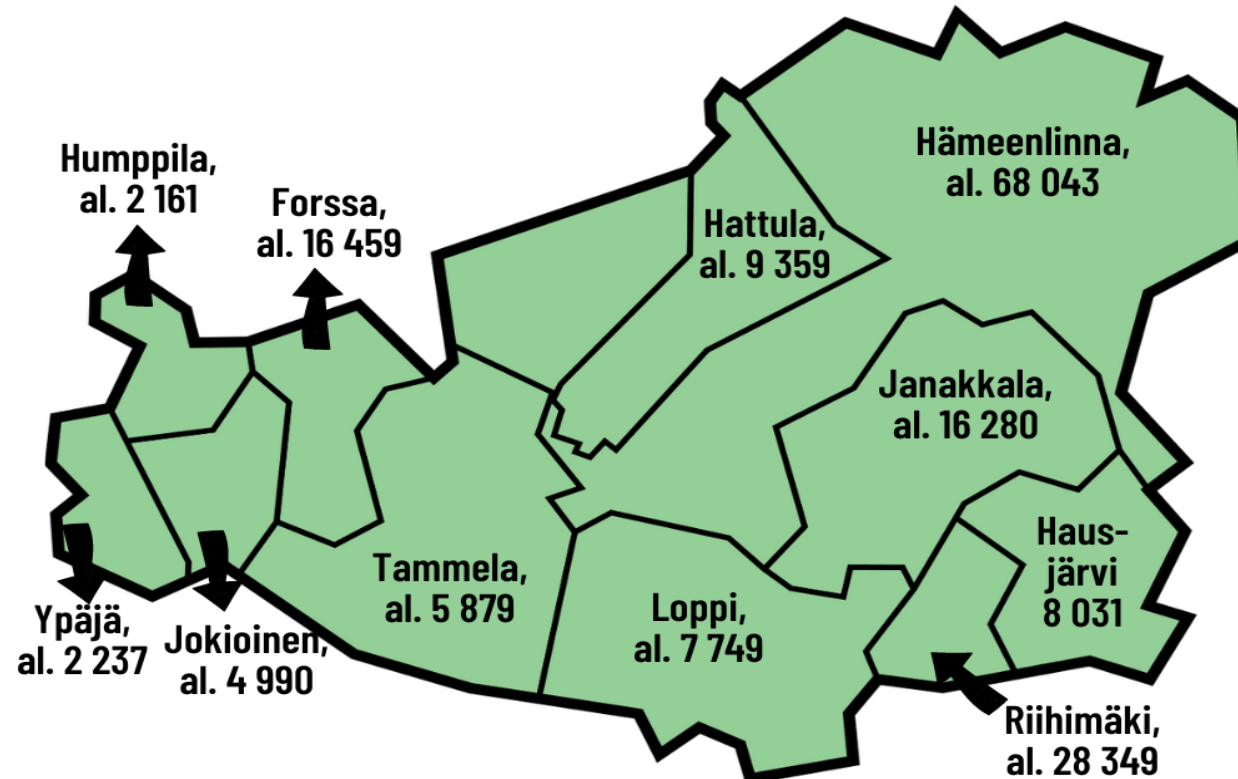 Humppila,
al. 2 161
Forssa,
al. 16 459
Hämeenlinna,
al. 68 043
Hattula,
al. 9 359
Janakkala,
al. 16 280
Haus-
järvi
8 031
Tammela,
al. 5 879
Loppi,
al. 7 749
Ypäjä,
al. 2 237
Jokioinen,
al. 4 990
Riihimäki,
al. 28 349